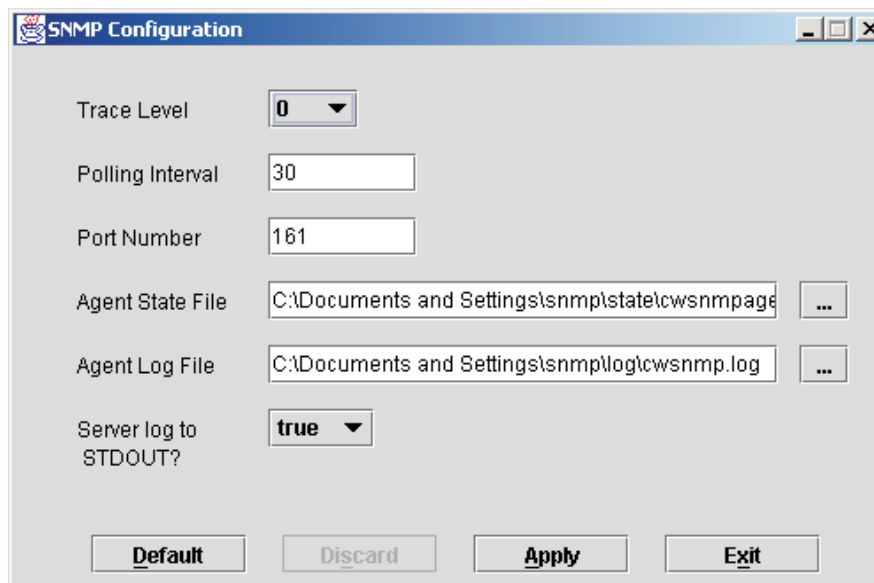 SNMP Configuration
Trace Level 0
Polling Interval 30
Port Number 161
Agent State File C:\Documents and Settings\snmp\state\cwsnmpage ...
Agent Log File C:\Documents and Settings\snmp\log\cwsnmp.log ...
Server log to true
STDOUT?
Default Discard Apply Exit